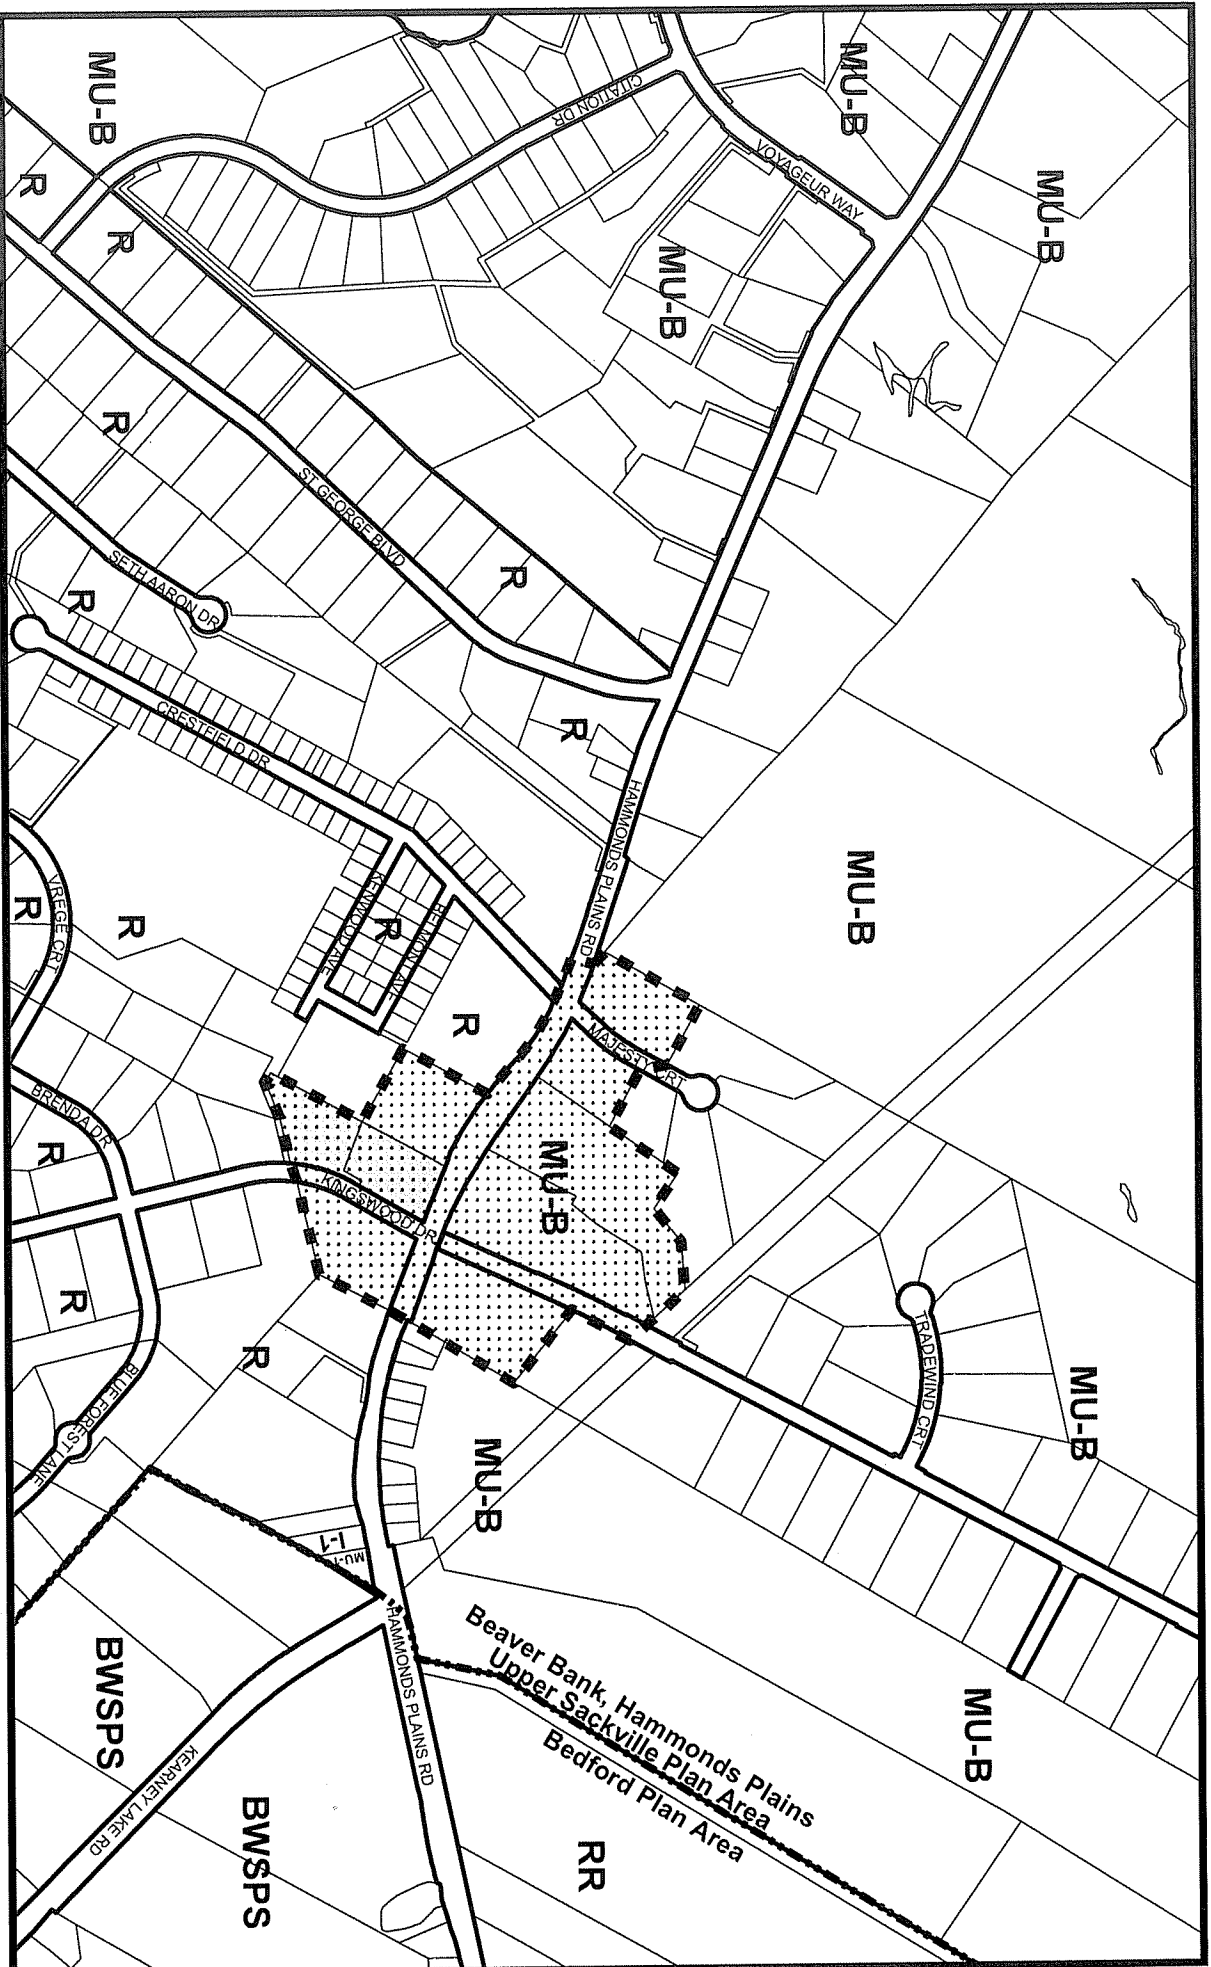 MU-B
MU-B
MU-B
MU-B
CITATION DR
VOYAGEUR WAY
R
R
R
R
R
R
ST GEORGE BLVD
SETH AARON DR
CRESTFIELD DR
HAMMONDS PLAINS RD
MU-B
KENWOOD AVE
BELMONT AVE
R
R
R
R
VREGE CRT
MAJESTY CRT
MU-B
KINGSWOOD DR
BRENDA DR
R
R
R
BLUE FOREST LANE
TRADEWIND CRT
MU-B
MU-B
MU-B
I-1
MU-1
HAMMONDS PLAINS RD
KEARNEY LAKE RD
BWSPS
BWSPS
RR
Beaver Bank, Hammonds Plains
Upper Sackville Plan Area
Bedford Plan Area